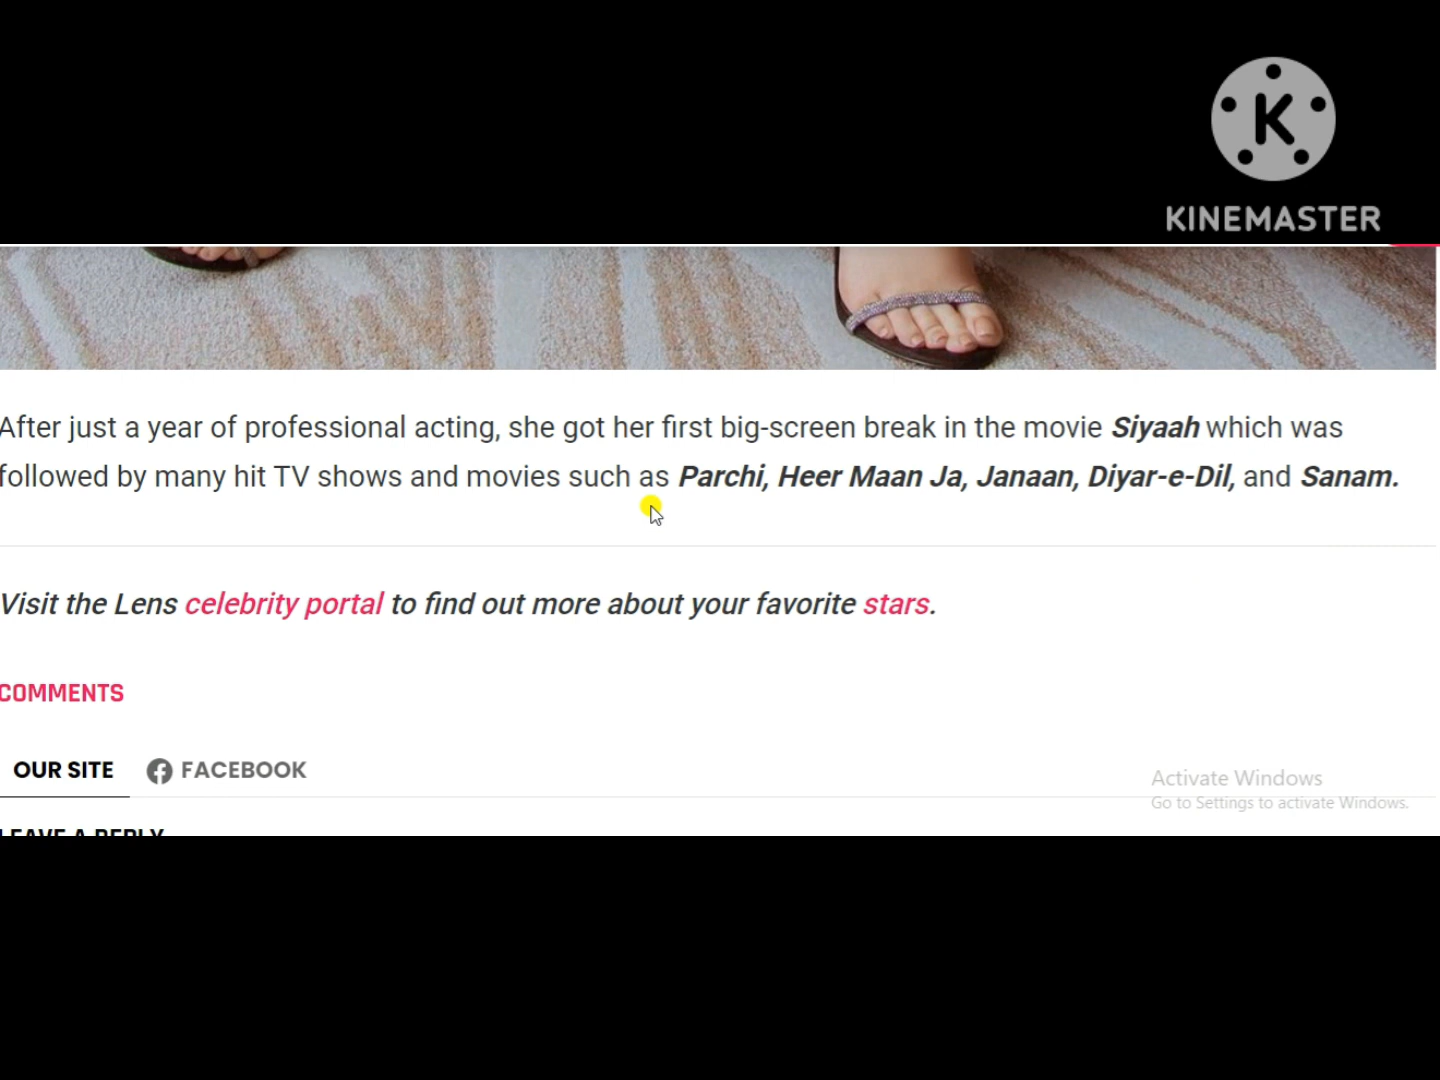 K
KINEMASTER
After just a year of professional acting, she got her first big-screen break in the movie Siyaah which was
followed by many hit TV shows and movies such as Parchi, Heer Maan Ja, Janaan, Diyar-e-Dil, and Sanam.
Visit the Lens celebrity portal to find out more about your favorite stars.
COMMENTS
OUR SITE FACEBOOK
Activate Windows
Go to Settings to activate Windows.
LEAVE A REPLY